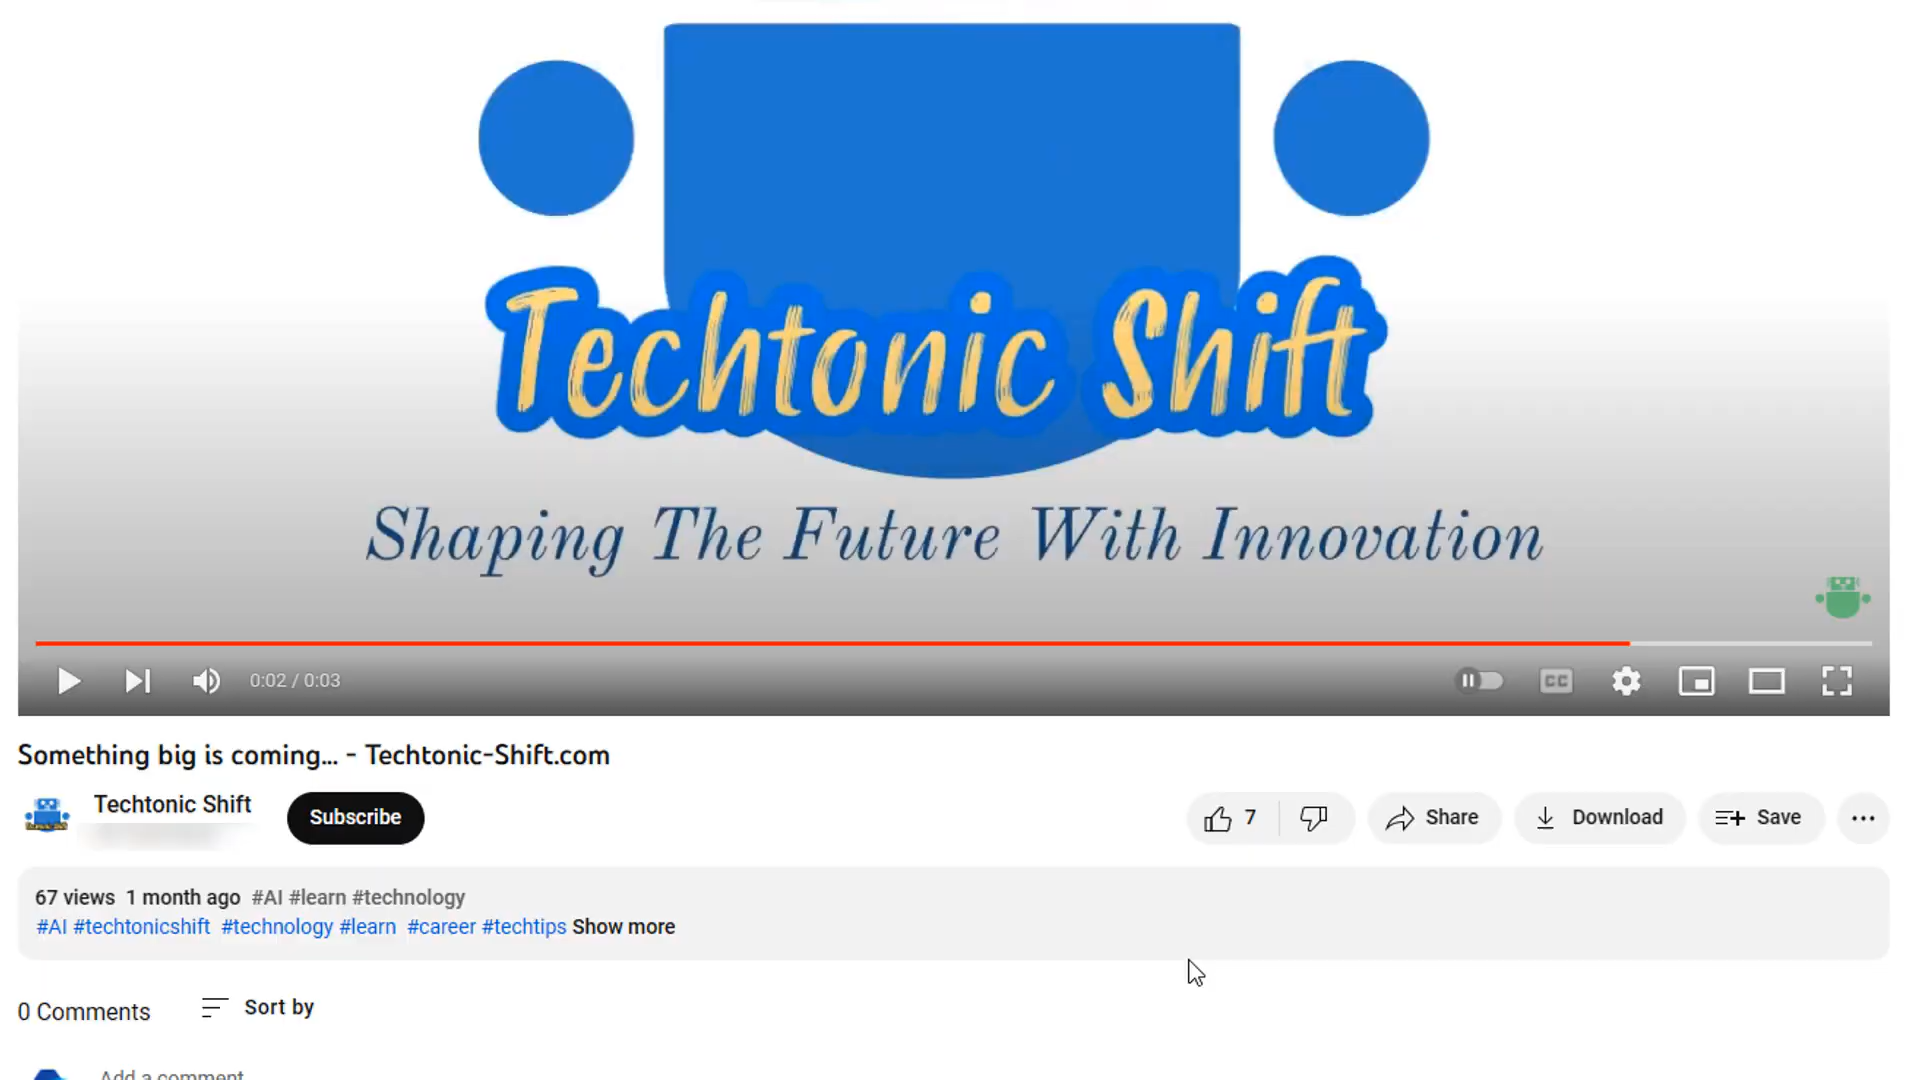 Techtonic Shift
Shaping The Future With Innovation
0:02 / 0:03
CC
Something big is coming... - Techtonic-Shift.com
Techtonic Shift
Subscribe
7
Share
Download
Save
67 views 1 month ago #AI #learn #technology
#AI #techtonicshift #technology #learn #career #techtips Show more
0 Comments
Sort by
Add a comment